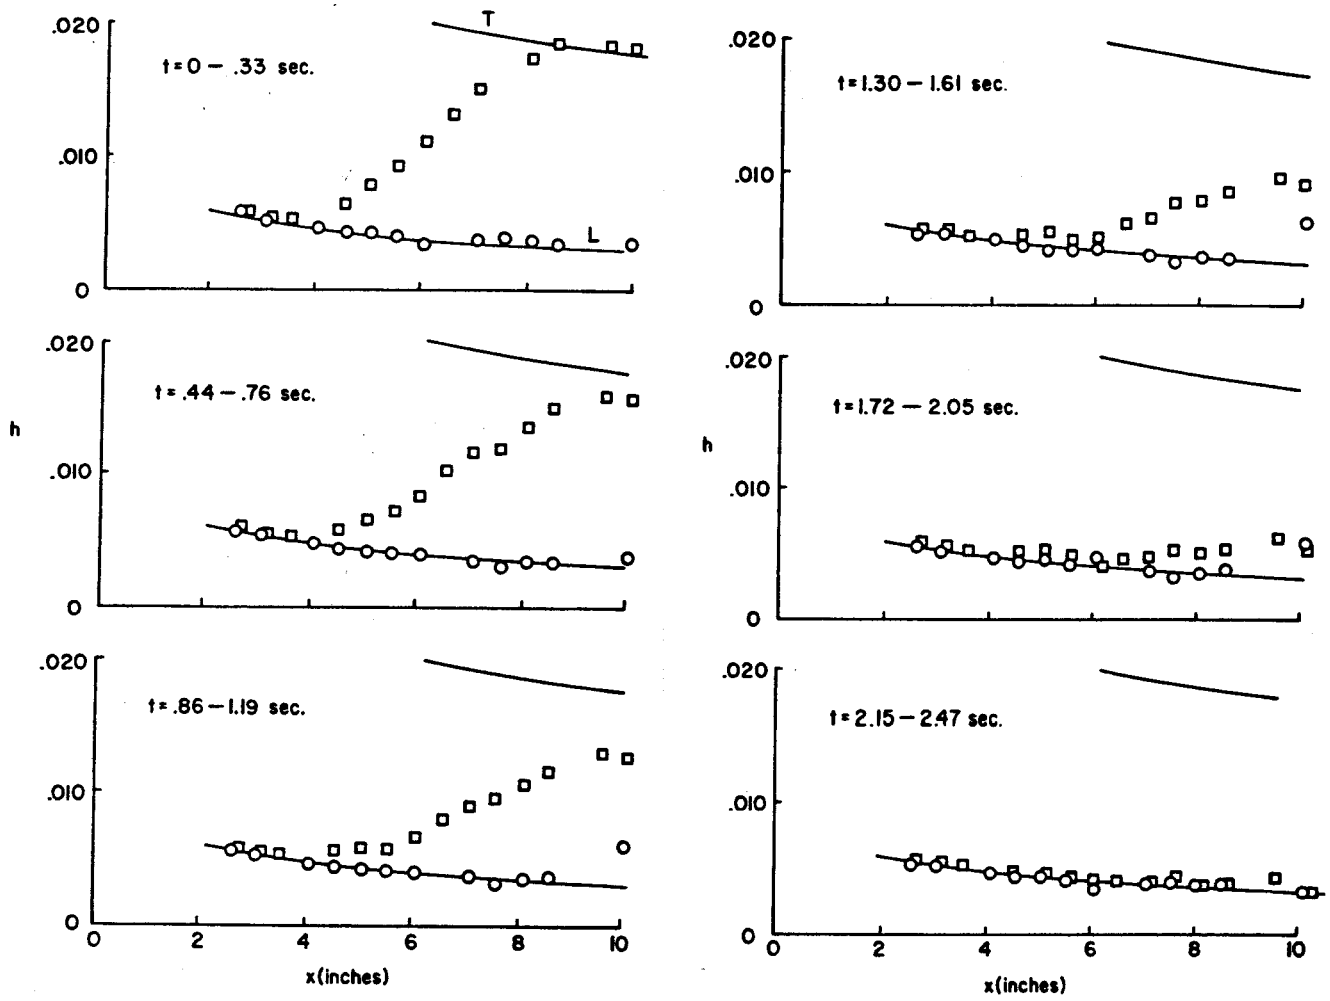 .020
T
t=0 — .33 sec.
.010
L
0
.020
t= .44 — .76 sec.
h
.010
0
.020
t= .86 — 1.19 sec.
.010
0
0 2 4 6 8 10
x(inches)
.020
t=1.30 — 1.61 sec.
.010
0
.020
t=1.72 — 2.05 sec.
h
.010
0
.020
t=2.15 — 2.47 sec.
.010
0
0 2 4 6 8 10
x(inches)